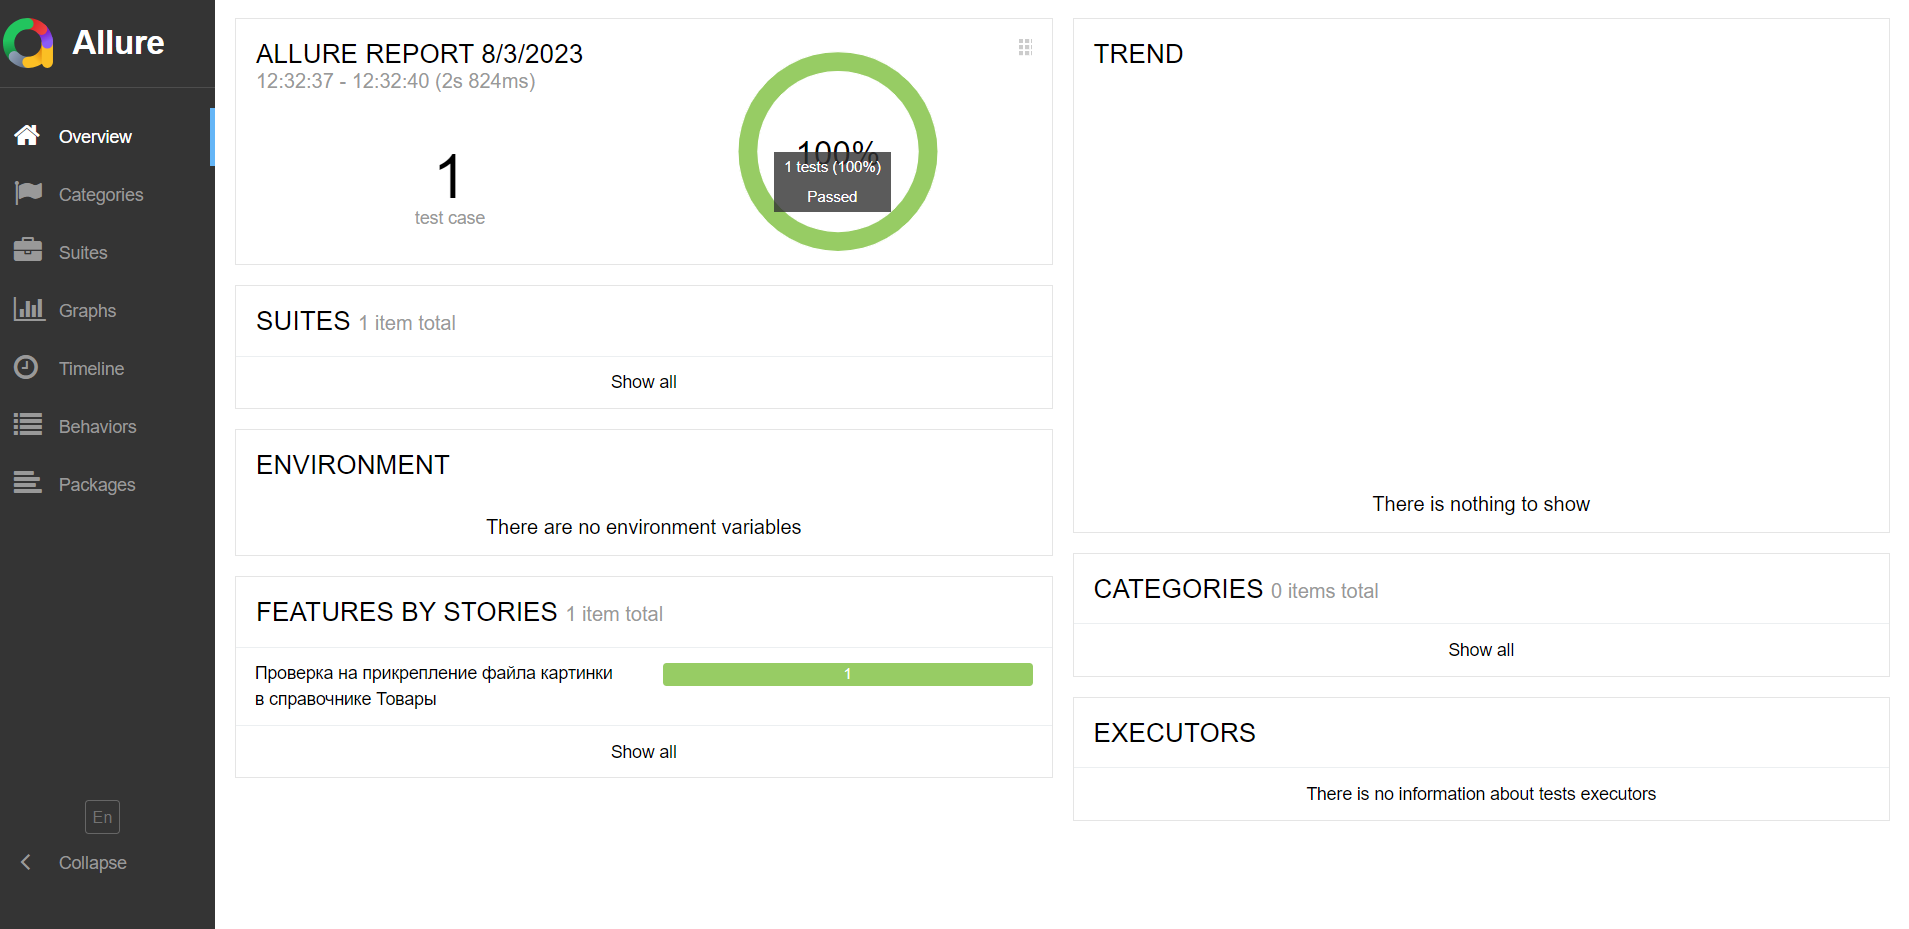 Allure
Overview
Categories
Suites
Graphs
Timeline
Behaviors
Packages
En
Collapse
ALLURE REPORT 8/3/2023
12:32:37 - 12:32:40 (2s 824ms)
1
test case
100%
1 tests (100%)
Passed
SUITES 1 item total
Show all
ENVIRONMENT
There are no environment variables
FEATURES BY STORIES 1 item total
Проверка на прикрепление файла картинки
в справочнике Товары
1
Show all
TREND
There is nothing to show
CATEGORIES 0 items total
Show all
EXECUTORS
There is no information about tests executors